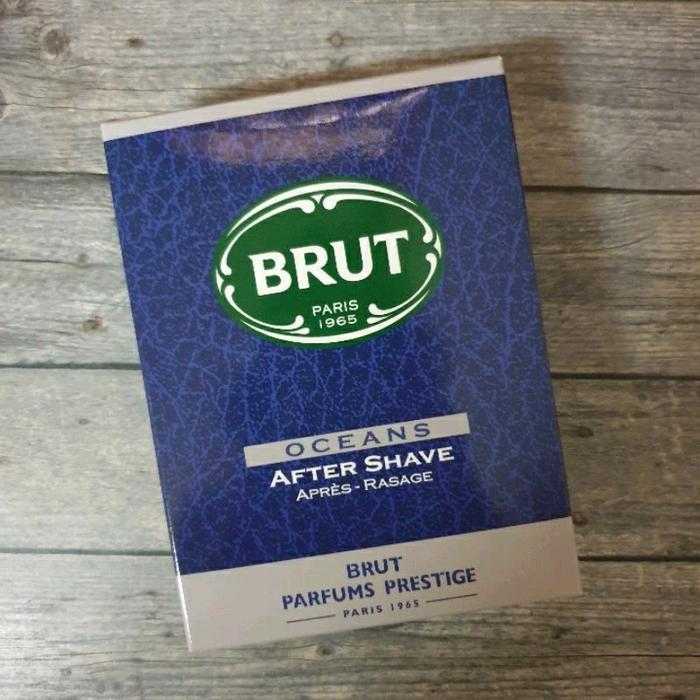 BRUT
PARIS
1965
OCEANS
AFTER SHAVE
APRÈS-RASAGE
BRUT
PARFUMS PRESTIGE
PARIS 1965